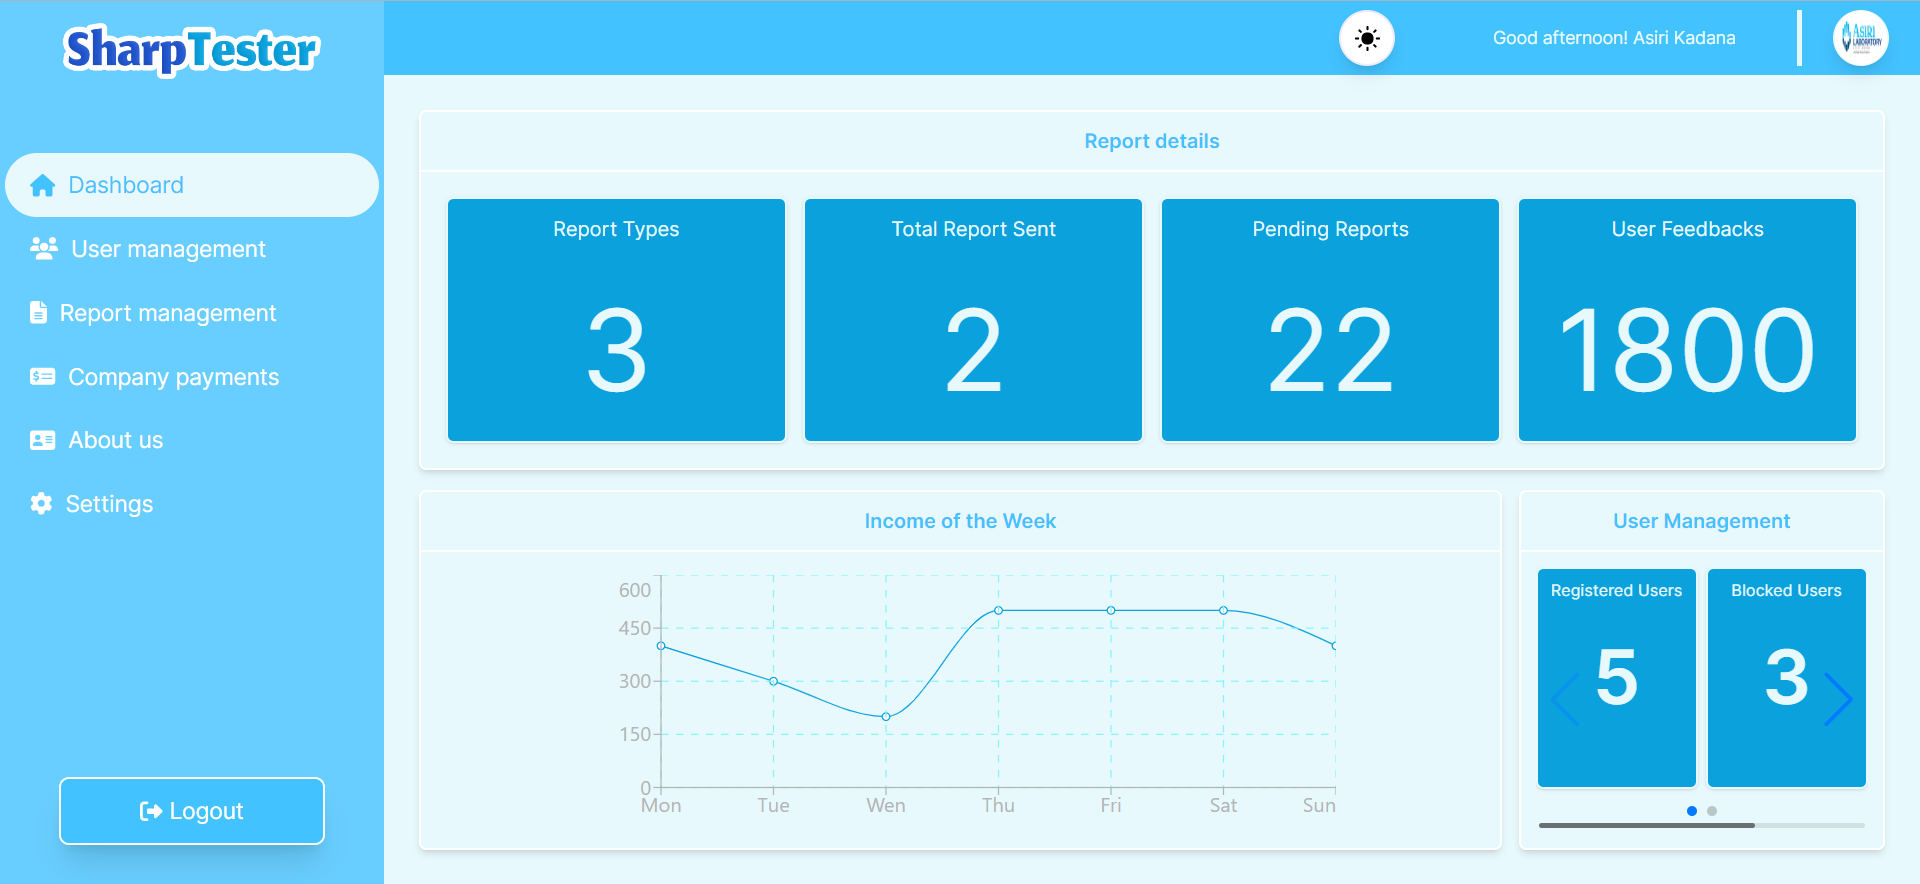 SharpTester
Good afternoon! Asiri Kadana
ASIRI
LABORATORY
Dashboard
User management
Report management
Company payments
About us
Settings
Logout
Report details
Report Types
3
Total Report Sent
2
Pending Reports
22
User Feedbacks
1800
Income of the Week
600
450
300
150
0
Mon Tue Wen Thu Fri Sat Sun
User Management
Registered Users
5
Blocked Users
3